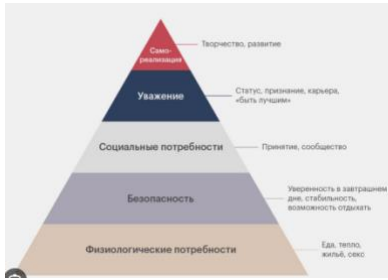 Само-
реализация
Творчество, развитие
Уважение
Статус, признание, карьера,
«быть лучшим»
Социальные потребности
Принятие, сообщество
Безопасность
Уверенность в завтрашнем
дне, стабильность,
возможность отдыхать
Физиологические потребности
Еда, тепло,
жильё, секс